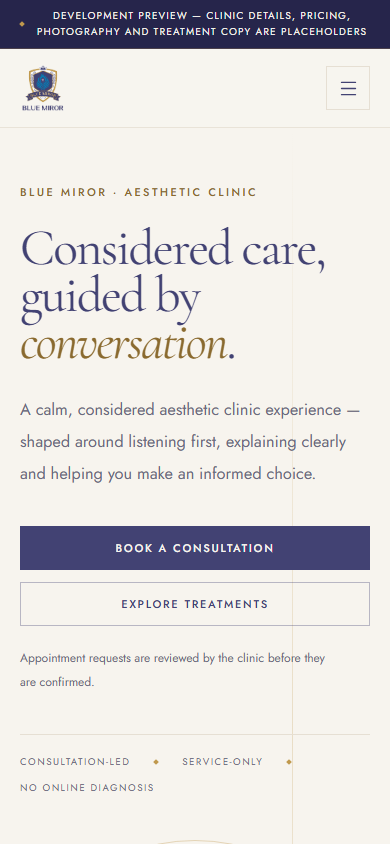 DEVELOPMENT PREVIEW — CLINIC DETAILS, PRICING,
PHOTOGRAPHY AND TREATMENT COPY ARE PLACEHOLDERS
BLUE MIROR
BLUE MIROR · AESTHETIC CLINIC
Considered care,
guided by
conversation.
A calm, considered aesthetic clinic experience —
shaped around listening first, explaining clearly
and helping you make an informed choice.
BOOK A CONSULTATION
EXPLORE TREATMENTS
Appointment requests are reviewed by the clinic before they
are confirmed.
CONSULTATION-LED ◆ SERVICE-ONLY ◆
NO ONLINE DIAGNOSIS